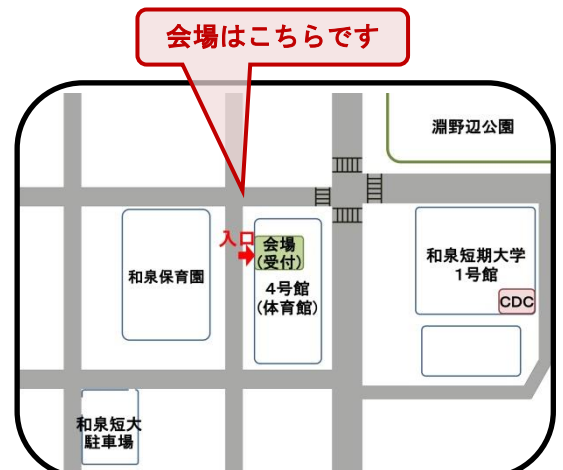 会場はこちらです
淵野辺公園
入口
会場
(受付)
4号館
(体育館)
和泉保育園
和泉短期大学
1号館
CDC
和泉短大
駐車場